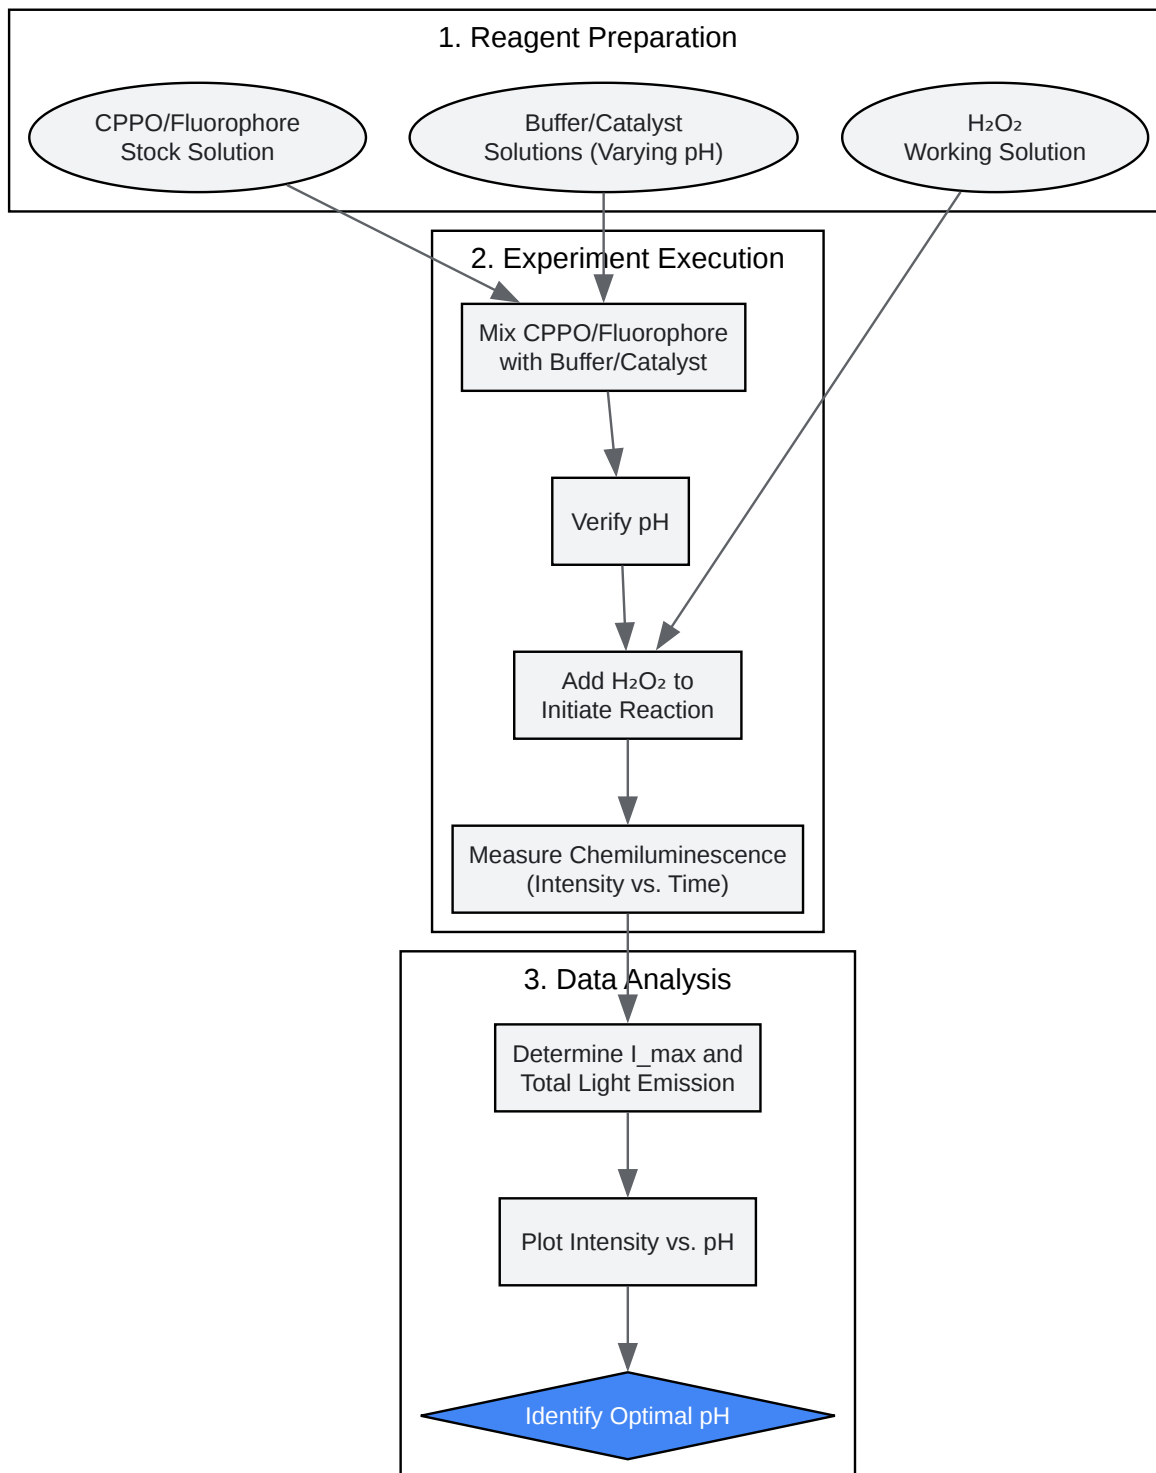 1. Reagent Preparation
CPPO/Fluorophore
Stock Solution
Buffer/Catalyst
Solutions (Varying pH)
H₂O₂
Working Solution
2. Experiment Execution
Mix CPPO/Fluorophore
with Buffer/Catalyst
Verify pH
Add H₂O₂ to
Initiate Reaction
Measure Chemiluminescence
(Intensity vs. Time)
3. Data Analysis
Determine I_max and
Total Light Emission
Plot Intensity vs. pH
Identify Optimal pH